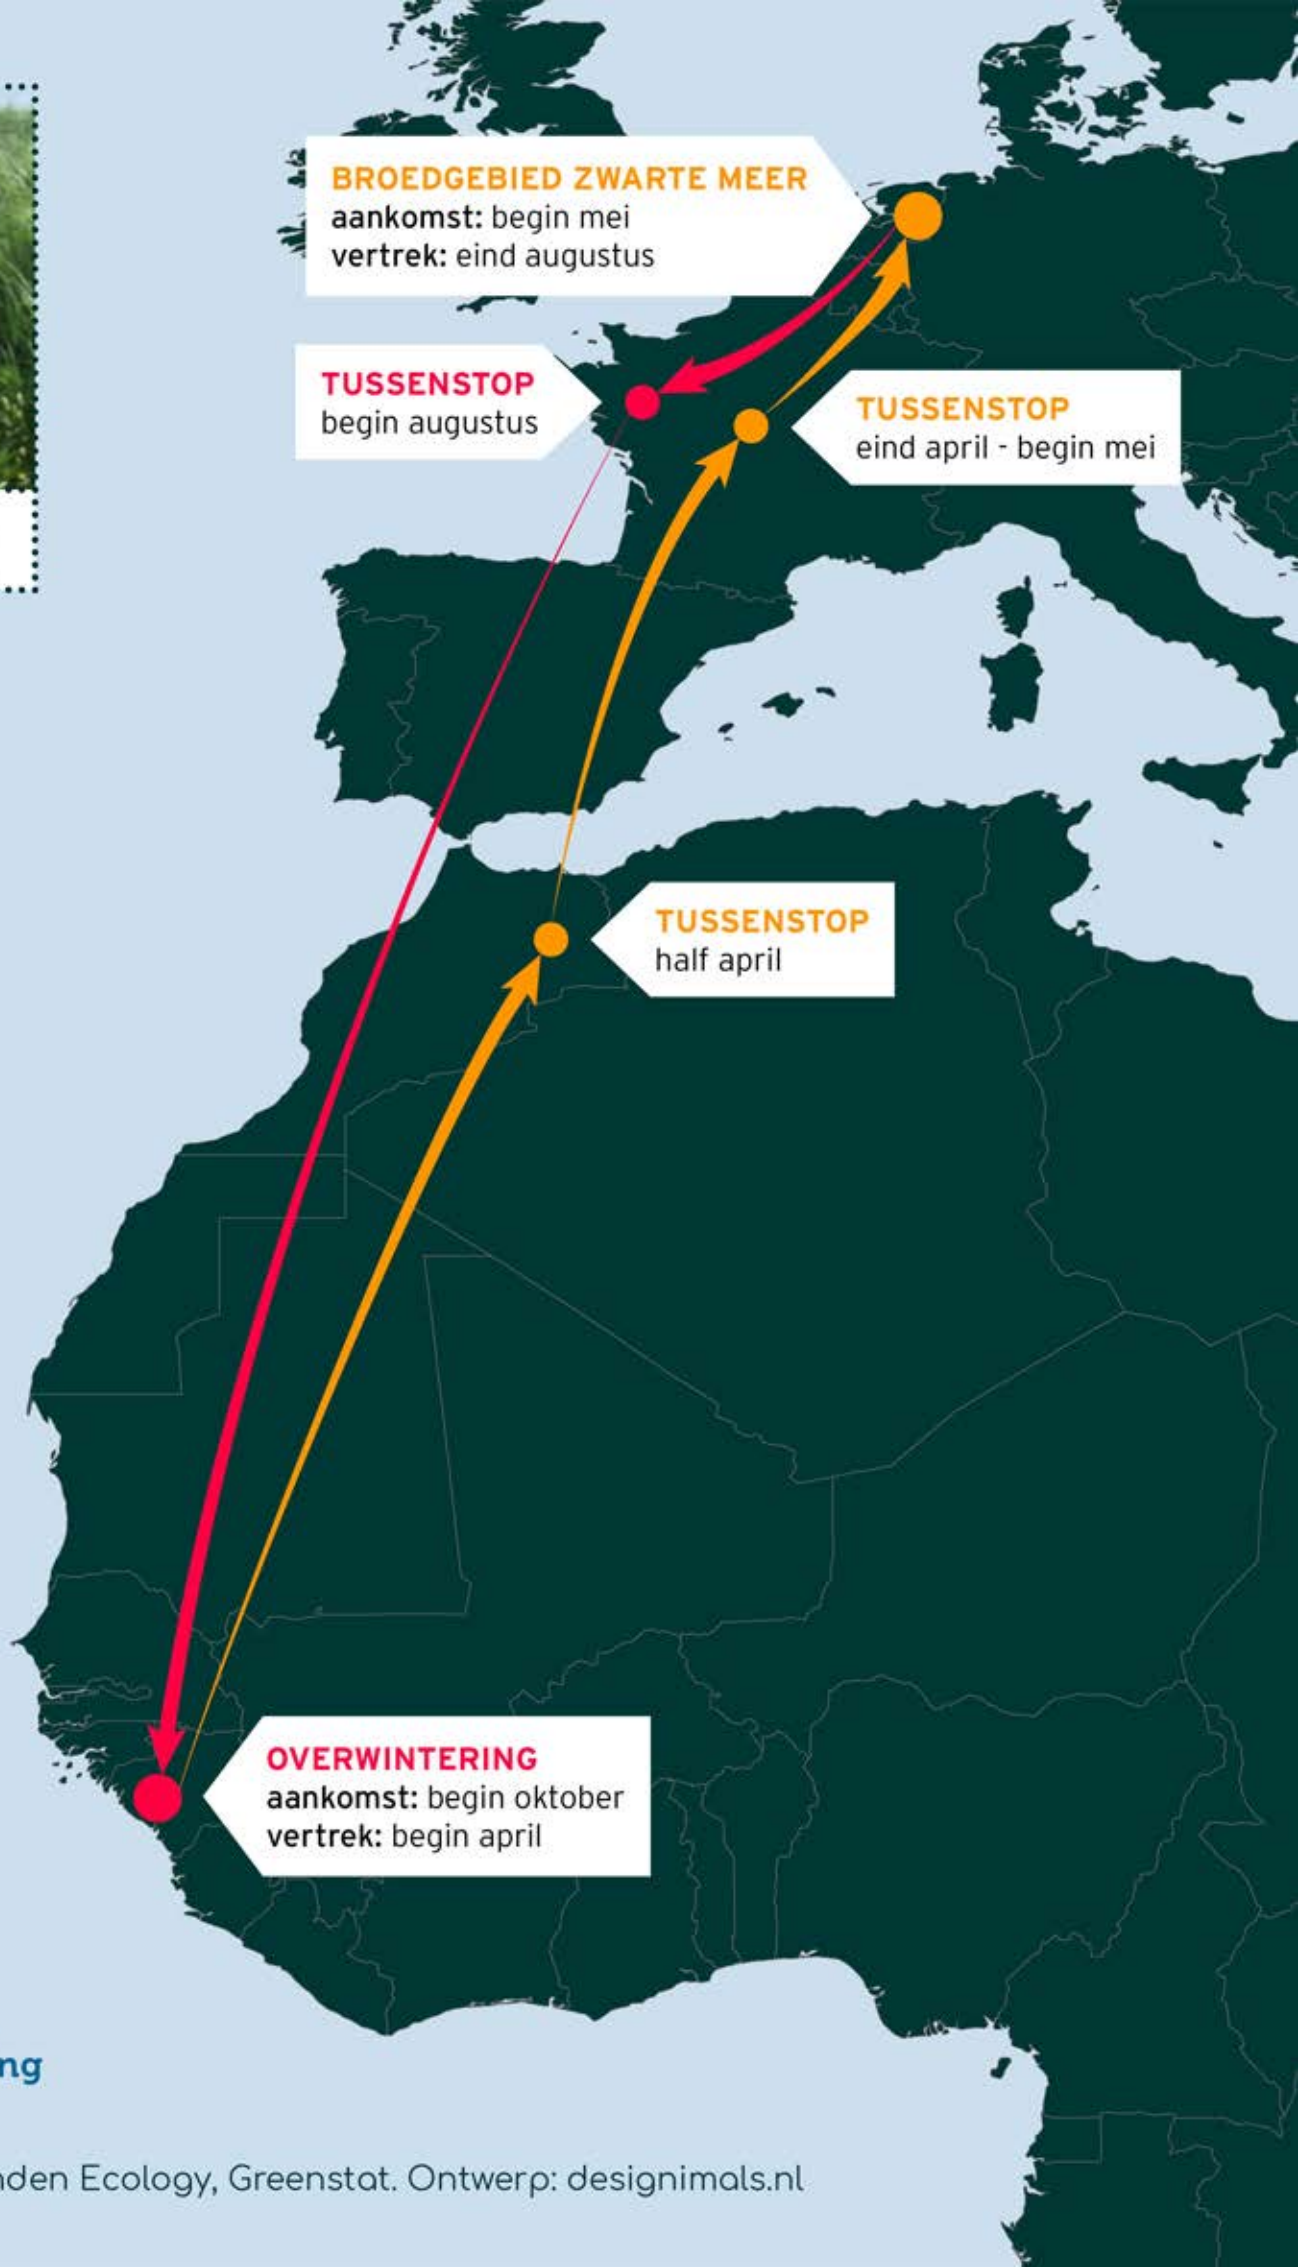 BROEDGEBIED ZWARTE MEER
aankomst: begin mei
vertrek: eind augustus
TUSSENSTOP
begin augustus
TUSSENSTOP
eind april - begin mei
TUSSENSTOP
half april
OVERWINTERING
aankomst: begin oktober
vertrek: begin april
ng
nden Ecology, Greenstat. Ontwerp: designimals.nl